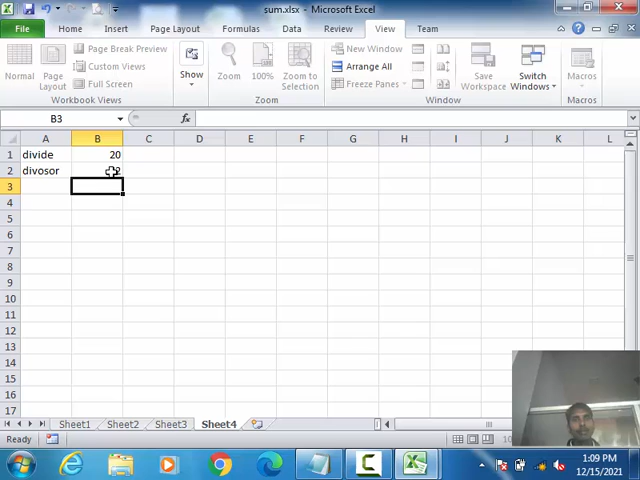 sum.xlsx - Microsoft Excel
File Home Insert Page Layout Formulas Data Review View Team
Normal Page Layout Page Break Preview Custom Views Full Screen
Workbook Views
Show
Zoom 100% Zoom to Selection
Zoom
New Window Arrange All Freeze Panes Save Workspace Switch Windows
Window
Macros
Macros
B3 fx
A B C D E F G H I J K L
1 divide 20
2 divosor
3
4
5
6
7
8
9
10
11
12
13
14
15
16
17
Sheet1 Sheet2 Sheet3 Sheet4
Ready
1:09 PM
12/15/2021